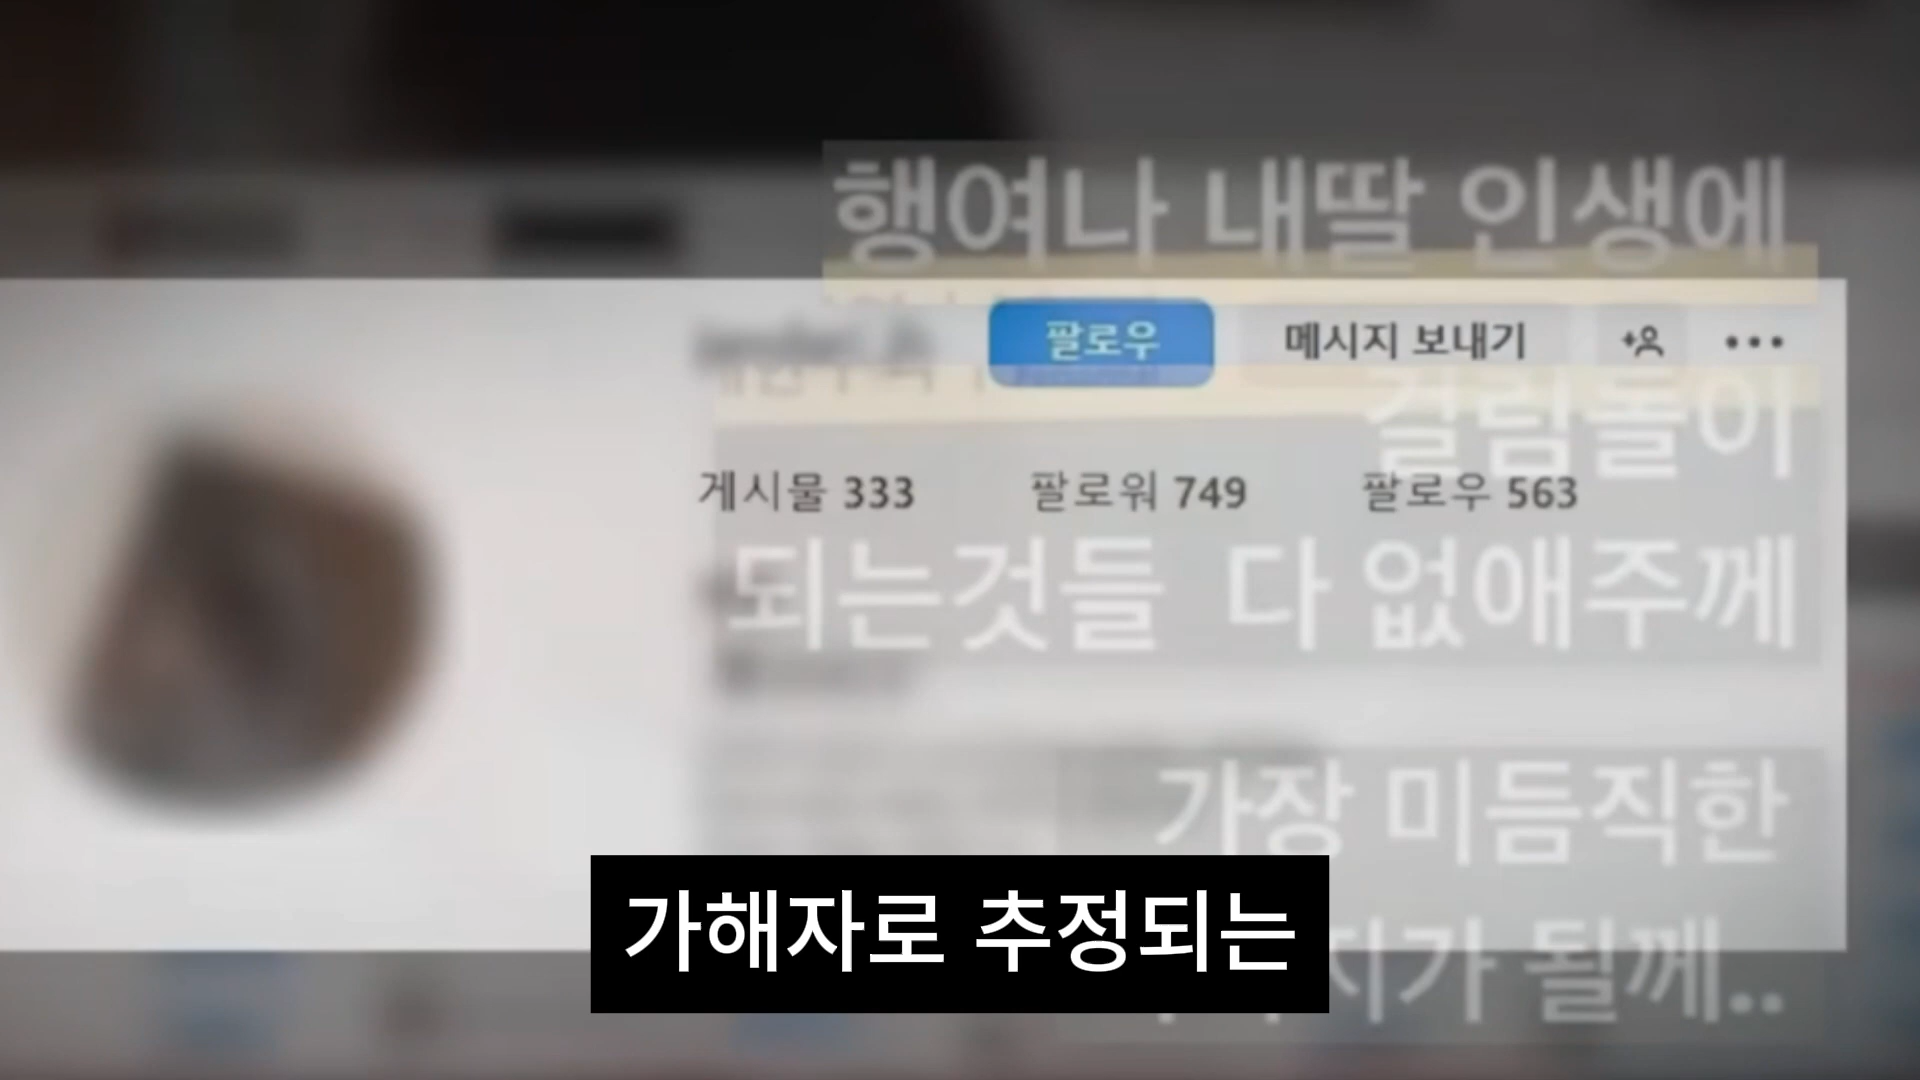 행여나 내딸 인생에
팔로우 메시지 보내기
걸림돌이
게시물 333 팔로워 749 팔로우 563
되는것들 다 없애주께
가장 미듬직한
가해자로 추정되는
될께..